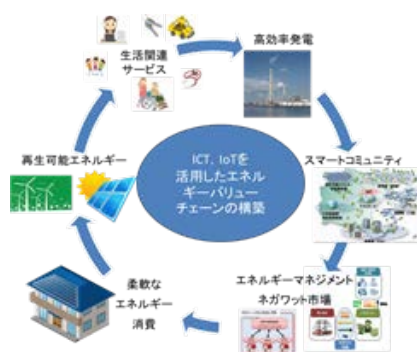 生活関連
サービス
高効率発電
再生可能エネルギー
ICT、IoTを
活用したエネル
ギーバリュー
チェーンの構築
スマートコミュニティ
柔軟な
エネルギー
消費
エネルギーマネジメント
ネガワット市場